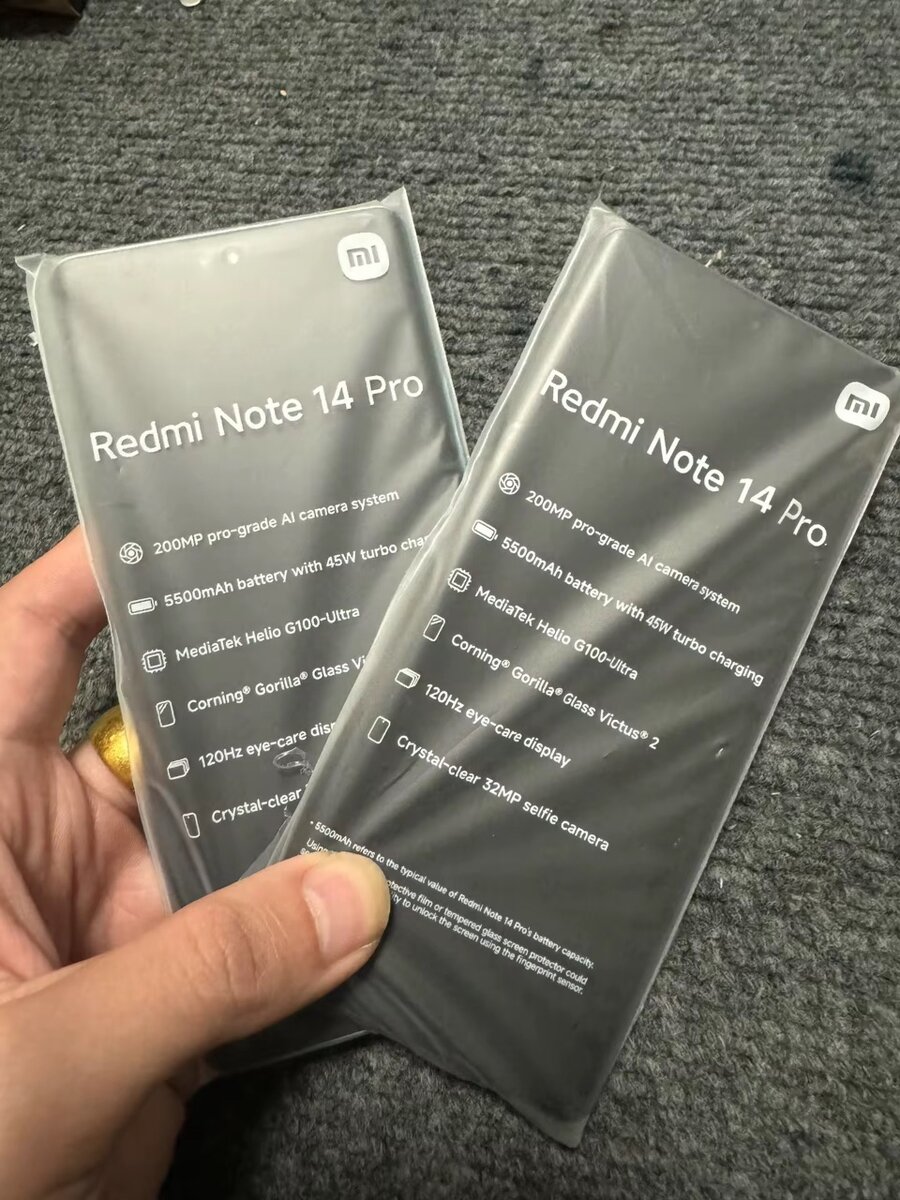 mi
Redmi Note 14 Pro
200MP pro-grade AI camera system
5500mAh battery with 45W turbo char
MediaTek Helio G100-Ultra
Corning® Gorilla® Glass Vi
120Hz eye-care disp
Crystal-clear
mi
Redmi Note 14 Pro
200MP pro-grade AI camera system
5500mAh battery with 45W turbo charging
MediaTek Helio G100-Ultra
Corning® Gorilla® Glass Victus® 2
120Hz eye-care display
Crystal-clear 32MP selfie camera
* 5500mAh refers to the typical value of Redmi Note 14 Pro's battery capacity.
Using otective film or tempered glass screen protector could
ity to unlock the screen using the fingerprint sensor.